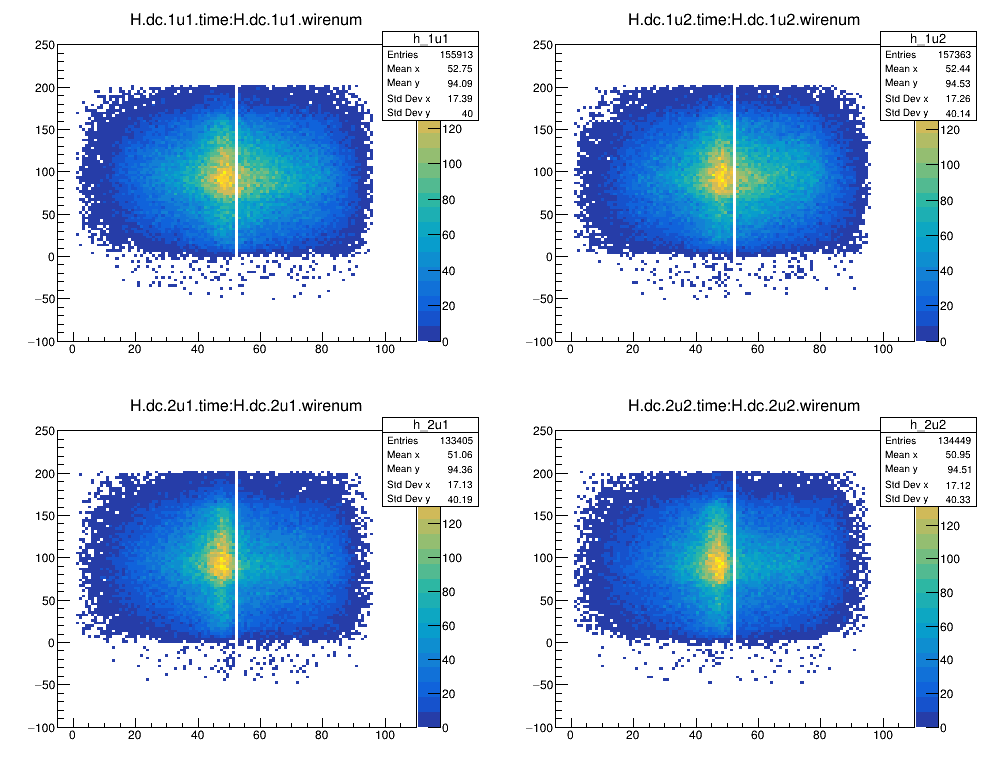 H.dc.1u1.time:H.dc.1u1.wirenum
h_1u1
Entries 155913
Mean x 52.75
Mean y 94.09
Std Dev x 17.39
Std Dev y 40
250
200
150
100
50
0
−50
−100
0 20 40 60 80 100
120
100
80
60
40
20
0
H.dc.1u2.time:H.dc.1u2.wirenum
h_1u2
Entries 157363
Mean x 52.44
Mean y 94.53
Std Dev x 17.26
Std Dev y 40.14
250
200
150
100
50
0
−50
−100
0 20 40 60 80 100
120
100
80
60
40
20
0
H.dc.2u1.time:H.dc.2u1.wirenum
h_2u1
Entries 133405
Mean x 51.06
Mean y 94.36
Std Dev x 17.13
Std Dev y 40.19
250
200
150
100
50
0
−50
−100
0 20 40 60 80 100
120
100
80
60
40
20
0
H.dc.2u2.time:H.dc.2u2.wirenum
h_2u2
Entries 134449
Mean x 50.95
Mean y 94.51
Std Dev x 17.12
Std Dev y 40.33
250
200
150
100
50
0
−50
−100
0 20 40 60 80 100
120
100
80
60
40
20
0